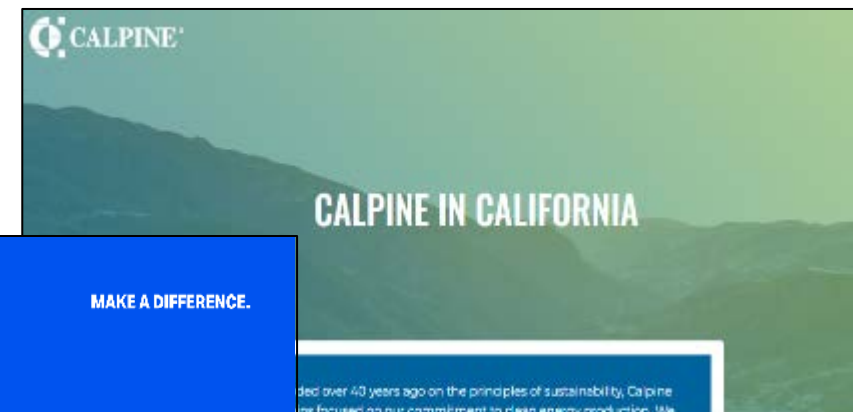 CALPINE®
CALPINE IN CALIFORNIA
MAKE A DIFFERENCE.
ded over 40 years ago on the principles of sustainability, Calpine
focused on our commitment to clean energy production. We